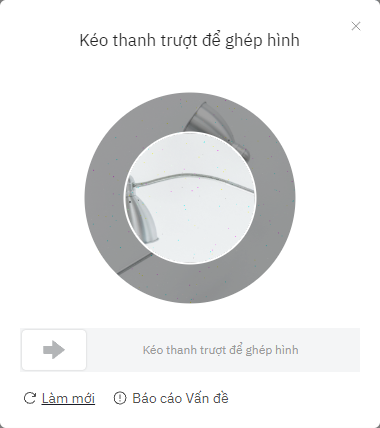 Kéo thanh trượt để ghép hình
Kéo thanh trượt để ghép hình
Làm mới
Báo cáo Vấn đề